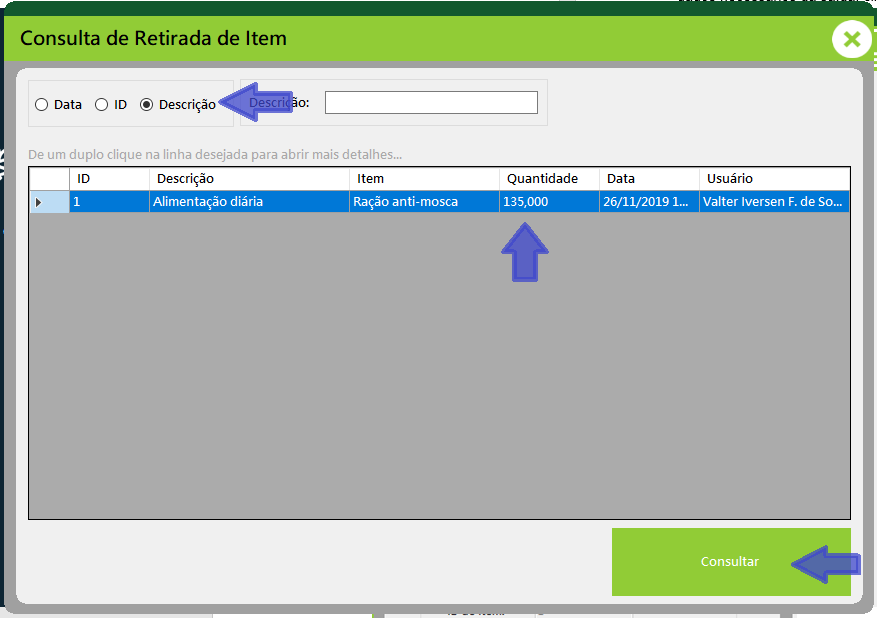 Consulta de Retirada de Item
Data ID Descrição Descrição:
De um duplo clique na linha desejada para abrir mais detalhes...
ID Descrição Item Quantidade Data Usuário
1 Alimentação diária Ração anti-mosca 135,000 26/11/2019 1... Valter Iversen F. de So...
Consultar